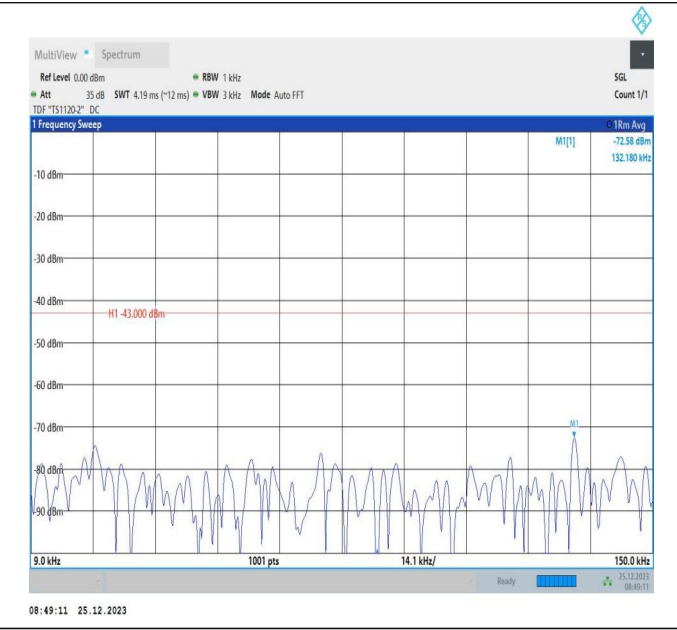 R&S
MultiView Spectrum
Ref Level 0.00 dBm RBW 1 kHz SGL
Att 35 dB SWT 4.19 ms (~12 ms) VBW 3 kHz Mode Auto FFT Count 1/1
TDF "TS1120-2" DC
1 Frequency Sweep 1Rm Avg
M1[1] -72.58 dBm
132.180 kHz
-10 dBm
-20 dBm
-30 dBm
-40 dBm
H1 -43.000 dBm
-50 dBm
-60 dBm
-70 dBm
M1
-80 dBm
-90 dBm
9.0 kHz 1001 pts 14.1 kHz/ 150.0 kHz
Ready 25.12.2023
08:49:11
08:49:11 25.12.2023